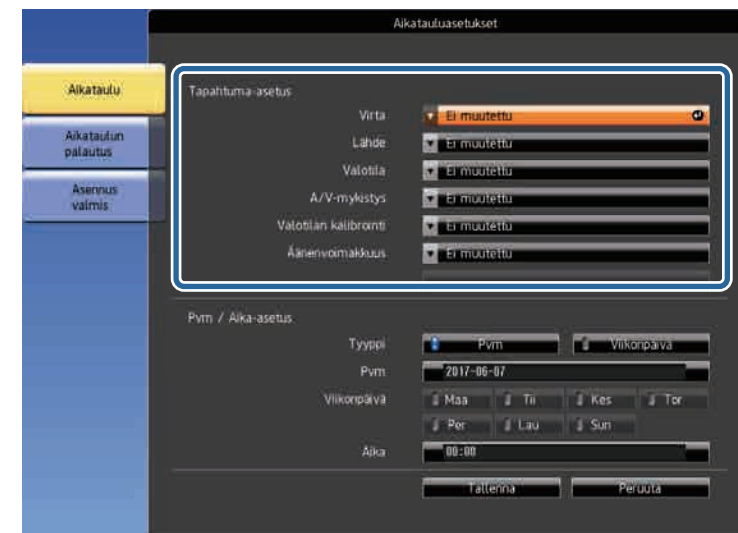 Aikatauluasetukset
Aikataulu
Aikataulun
palautus
Asennus
valmis
Tapahtuma-asetus
Virta Ei muutettu
Lähde Ei muutettu
Valotila Ei muutettu
A/V-mykistys Ei muutettu
Valotilan kalibrointi Ei muutettu
Äänenvoimakkuus Ei muutettu
Pvm / Aika-asetus
Tyyppi Pvm Viikonpäivä
Pvm 2017-06-07
Viikonpäivä Maa Tii Kes Tor
Per Lau Sun
Aika 00:00
Tallenna Peruuta